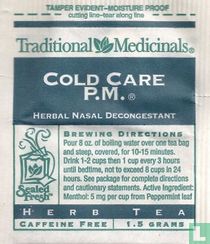 TAMPER EVIDENT-MOISTURE PROOF
cutting line-tear along line
Traditional Medicinals®
COLD CARE
P.M.®
HERBAL NASAL DECONGESTANT
BREWING DIRECTIONS
Pour 8 oz. of boiling water over one tea bag
and steep, covered, for 10-15 minutes.
Drink 1-2 cups then 1 cup every 3 hours
until bedtime, not to exceed 8 cups in 24
hours. See package for complete directions
and cautionary statements. Active Ingredient:
Menthol: 5 mg per cup from Peppermint leaf
Sealed
Fresh
HERB TEA
CAFFEINE FREE 1.5 GRAMS